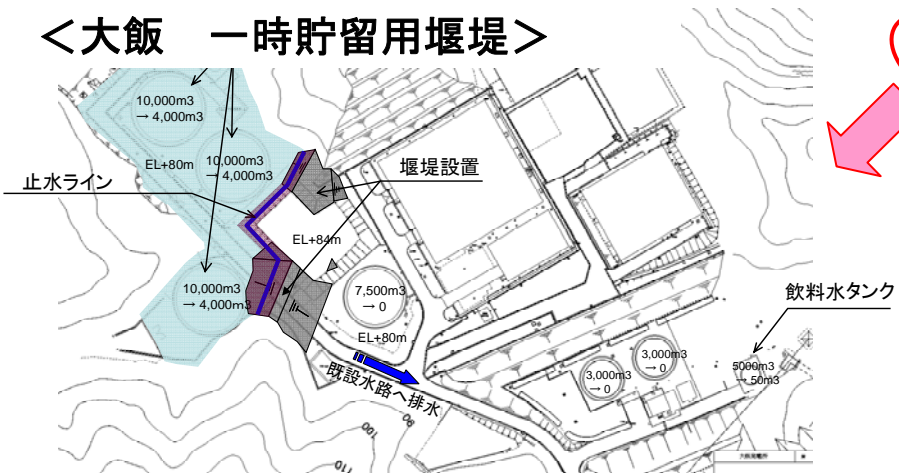 ＜大飯　一時貯留用堰堤＞
10,000m3
→ 4,000m3
EL+80m
10,000m3
→ 4,000m3
止水ライン
堰堤設置
EL+84m
10,000m3
→ 4,000m3
7,500m3
→ 0
EL+80m
飲料水タンク
3,000m3
→ 0
3,000m3
→ 0
5000m3
→ 50m3
既設水路へ排水
90
100
110